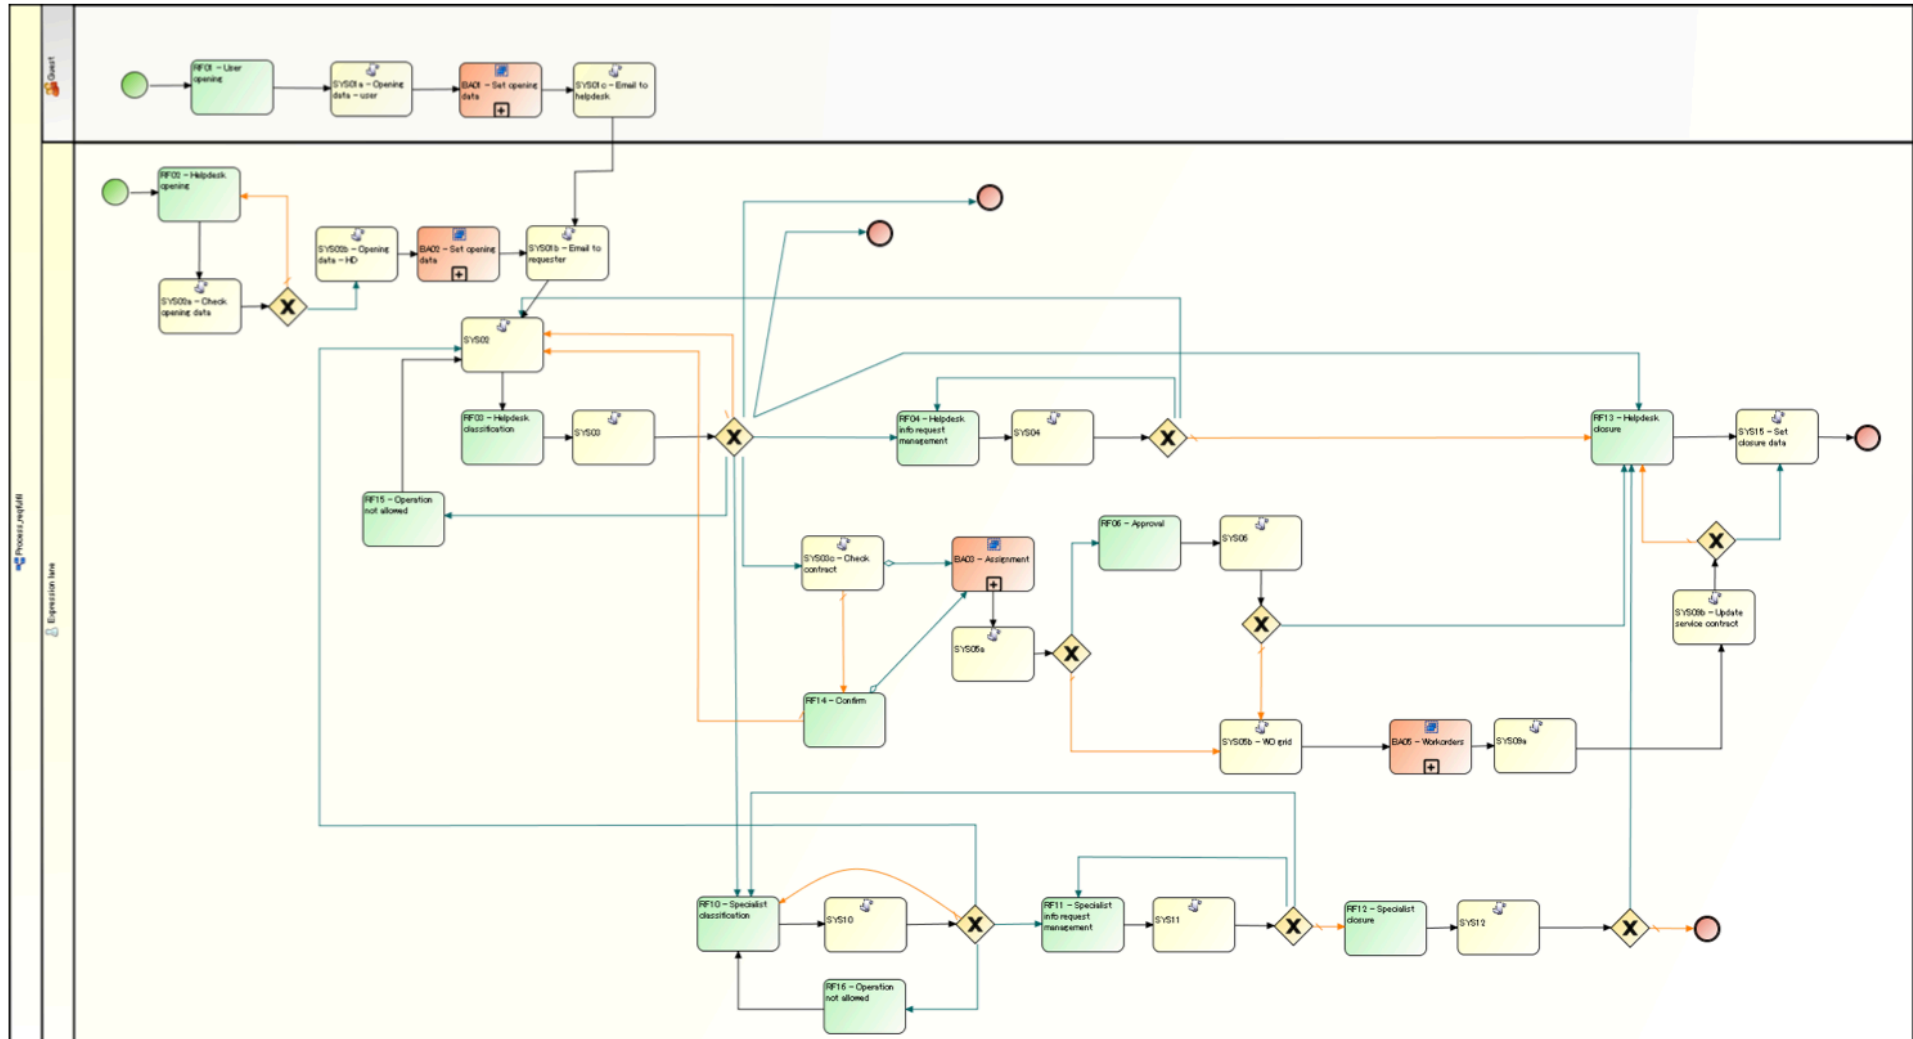 Process_reqfulfil
Guest
Expression lane
RF01 - User
opening
SYS01a - Opening
data - user
BA01 - Set opening
data
SYS01c - Email to
helpdesk
RF02 - Helpdesk
opening
SYS02a - Check
opening data
X
SYS02b - Opening
data - HD
BA02 - Set opening
data
SYS01b - Email to
requester
SYS02
RF03 - Helpdesk
classification
SYS03
X
RF04 - Helpdesk
info request
management
SYS04
X
RF13 - Helpdesk
closure
SYS15 - Set
closure data
RF15 - Operation
not allowed
SYS03c - Check
contract
BA03 - Assignment
RF06 - Approval
SYS06
X
SYS05a
X
X
SYS09b - Update
service contract
RF14 - Confirm
SYS05b - WO grid
BA05 - Workorders
SYS09a
RF10 - Specialist
classification
SYS10
X
RF11 - Specialist
info request
management
SYS11
X
RF12 - Specialist
closure
SYS12
X
RF16 - Operation
not allowed